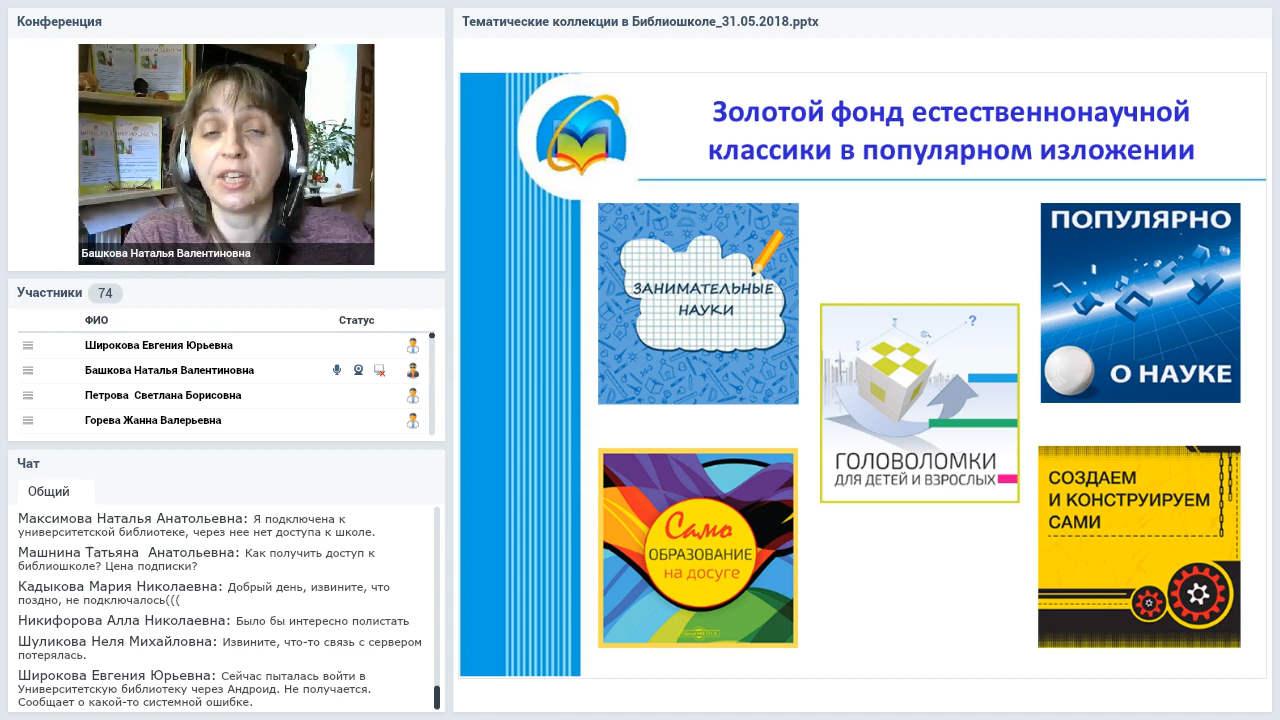 Конференция
Башкова Наталья Валентиновна
Участники 74
ФИО Статус
Широкова Евгения Юрьевна
Башкова Наталья Валентиновна
Петрова Светлана Борисовна
Горева Жанна Валерьевна
Чат
Общий
Максимова Наталья Анатольевна: Я подключена к
университетской библиотеке, через нее нет доступа к школе.
Машнина Татьяна Анатольевна: Как получить доступ к
библиошколе? Цена подписки?
Кадыкова Мария Николаевна: Добрый день, извините, что
поздно, не подключалось(((
Никифорова Алла Николаевна: Было бы интересно полистать
Шуликова Неля Михайловна: Извините, что-то связь с сервером
потерялась.
Широкова Евгения Юрьевна: Сейчас пыталась войти в
Университетскую библиотеку через Андроид. Не получается.
Сообщает о какой-то системной ошибке.
Тематические коллекции в Библиошколе_31.05.2018.pptx
Золотой фонд естественнонаучной
классики в популярном изложении
ЗАНИМАТЕЛЬНЫЕ
НАУКИ
ПОПУЛЯРНО
О НАУКЕ
?
ГОЛОВОЛОМКИ
ДЛЯ ДЕТЕЙ И ВЗРОСЛЫХ
Само
ОБРАЗОВАНИЕ
на досуге
СОЗДАЕМ
И КОНСТРУИРУЕМ
САМИ